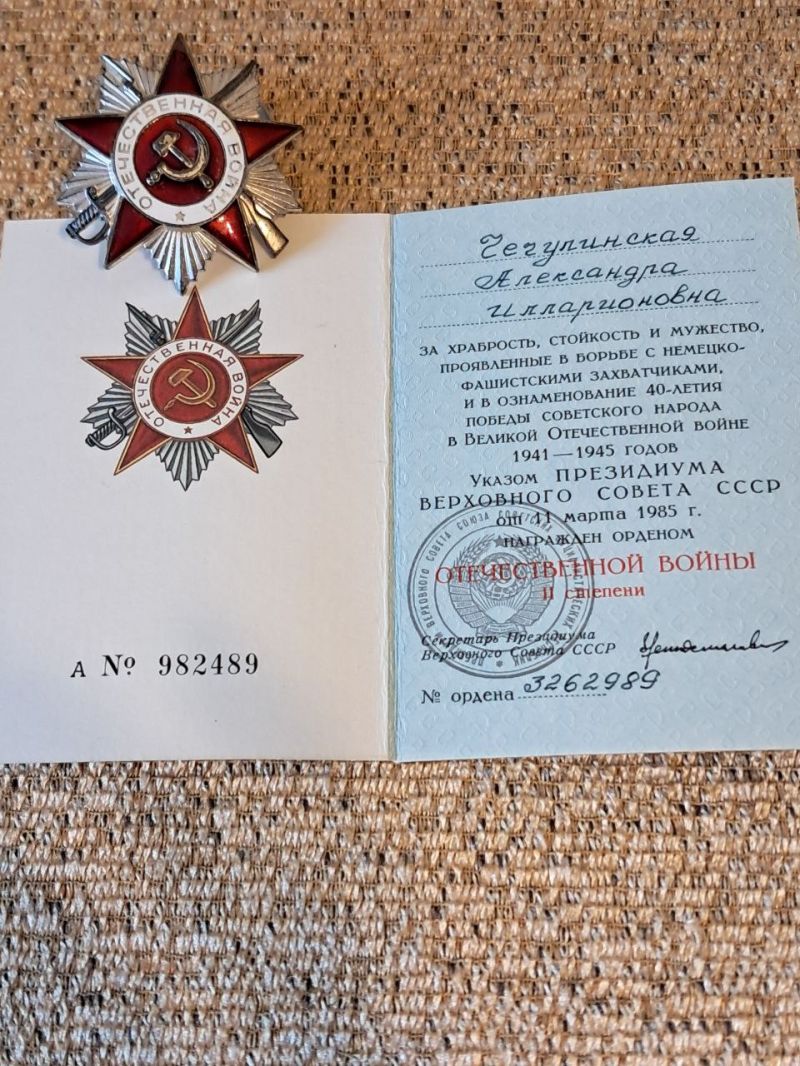 ОТЕЧЕСТВЕННАЯ ВОЙНА
ОТЕЧЕСТВЕННАЯ ВОЙНА
А № 982489
Чечулинская
Александра
Илларионовна
ЗА ХРАБРОСТЬ, СТОЙКОСТЬ И МУЖЕСТВО,
ПРОЯВЛЕННЫЕ В БОРЬБЕ С НЕМЕЦКО-
ФАШИСТСКИМИ ЗАХВАТЧИКАМИ,
И В ОЗНАМЕНОВАНИЕ 40-ЛЕТИЯ
ПОБЕДЫ СОВЕТСКОГО НАРОДА
В ВЕЛИКОЙ ОТЕЧЕСТВЕННОЙ ВОЙНЕ
1941—1945 ГОДОВ
УКАЗОМ ПРЕЗИДИУМА
ВЕРХОВНОГО СОВЕТА СССР
от 11 марта 1985 г.
НАГРАЖДЕН ОРДЕНОМ
ОТЕЧЕСТВЕННОЙ ВОЙНЫ
II степени
Секретарь Президиума
Верховного Совета СССР
№ ордена 3262989